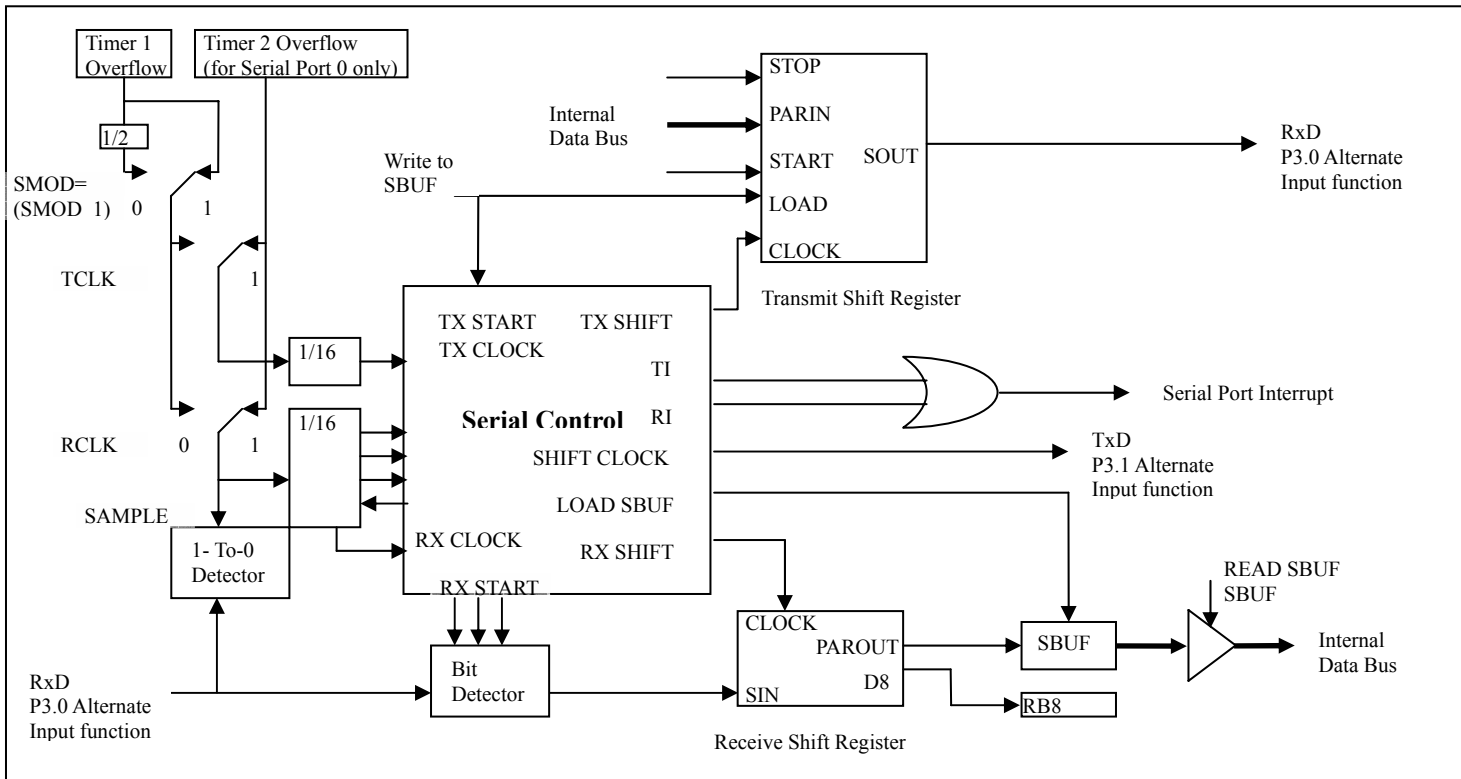 Timer 1
Overflow
Timer 2 Overflow
(for Serial Port 0 only)
1/2
SMOD=
(SMOD_1)
0
1
TCLK
1
RCLK
0
1
SAMPLE
1/16
1/16
1- To-0
Detector
RxD
P3.0 Alternate
Input function
Write to
SBUF
Internal
Data Bus
STOP
PARIN
START
LOAD
CLOCK
SOUT
Transmit Shift Register
RxD
P3.0 Alternate
Input function
TX START
TX CLOCK
TX SHIFT
TI
Serial Control
RI
SHIFT CLOCK
LOAD SBUF
RX CLOCK
RX SHIFT
RX START
Serial Port Interrupt
TxD
P3.1 Alternate
Input function
Bit
Detector
CLOCK
PAROUT
D8
SIN
Receive Shift Register
SBUF
RB8
READ SBUF
SBUF
Internal
Data Bus